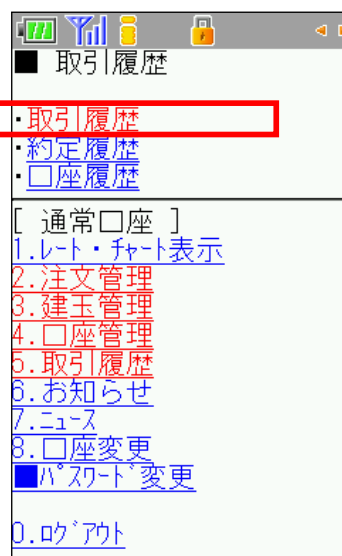 ■ 取引履歴
・取引履歴
・約定履歴
・口座履歴
[ 通常口座 ]
1.ﾚｰﾄ・ﾁｬｰﾄ表示
2.注文管理
3.建玉管理
4.口座管理
5.取引履歴
6.お知らせ
7.ﾆｭｰｽ
8.口座変更
■ﾊﾟｽﾜｰﾄﾞ変更
0.ﾛｸﾞｱｳﾄ